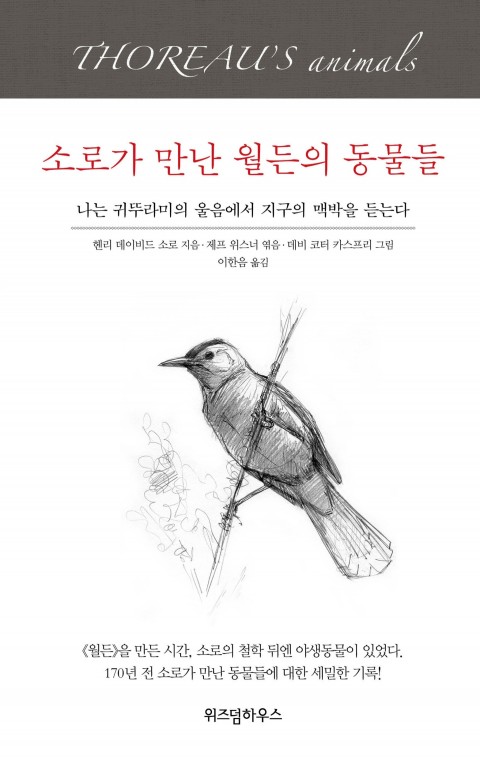 THOREAU'S animals
소로가 만난 월든의 동물들
나는 귀뚜라미의 울음에서 지구의 맥박을 듣는다
헨리 데이비드 소로 지음 · 제프 위스너 엮음 · 데비 코터 카스프리 그림
이한음 옮김
《월든》을 만든 시간, 소로의 철학 뒤엔 야생동물이 있었다.
170년 전 소로가 만난 동물들에 대한 세밀한 기록!
위즈덤하우스